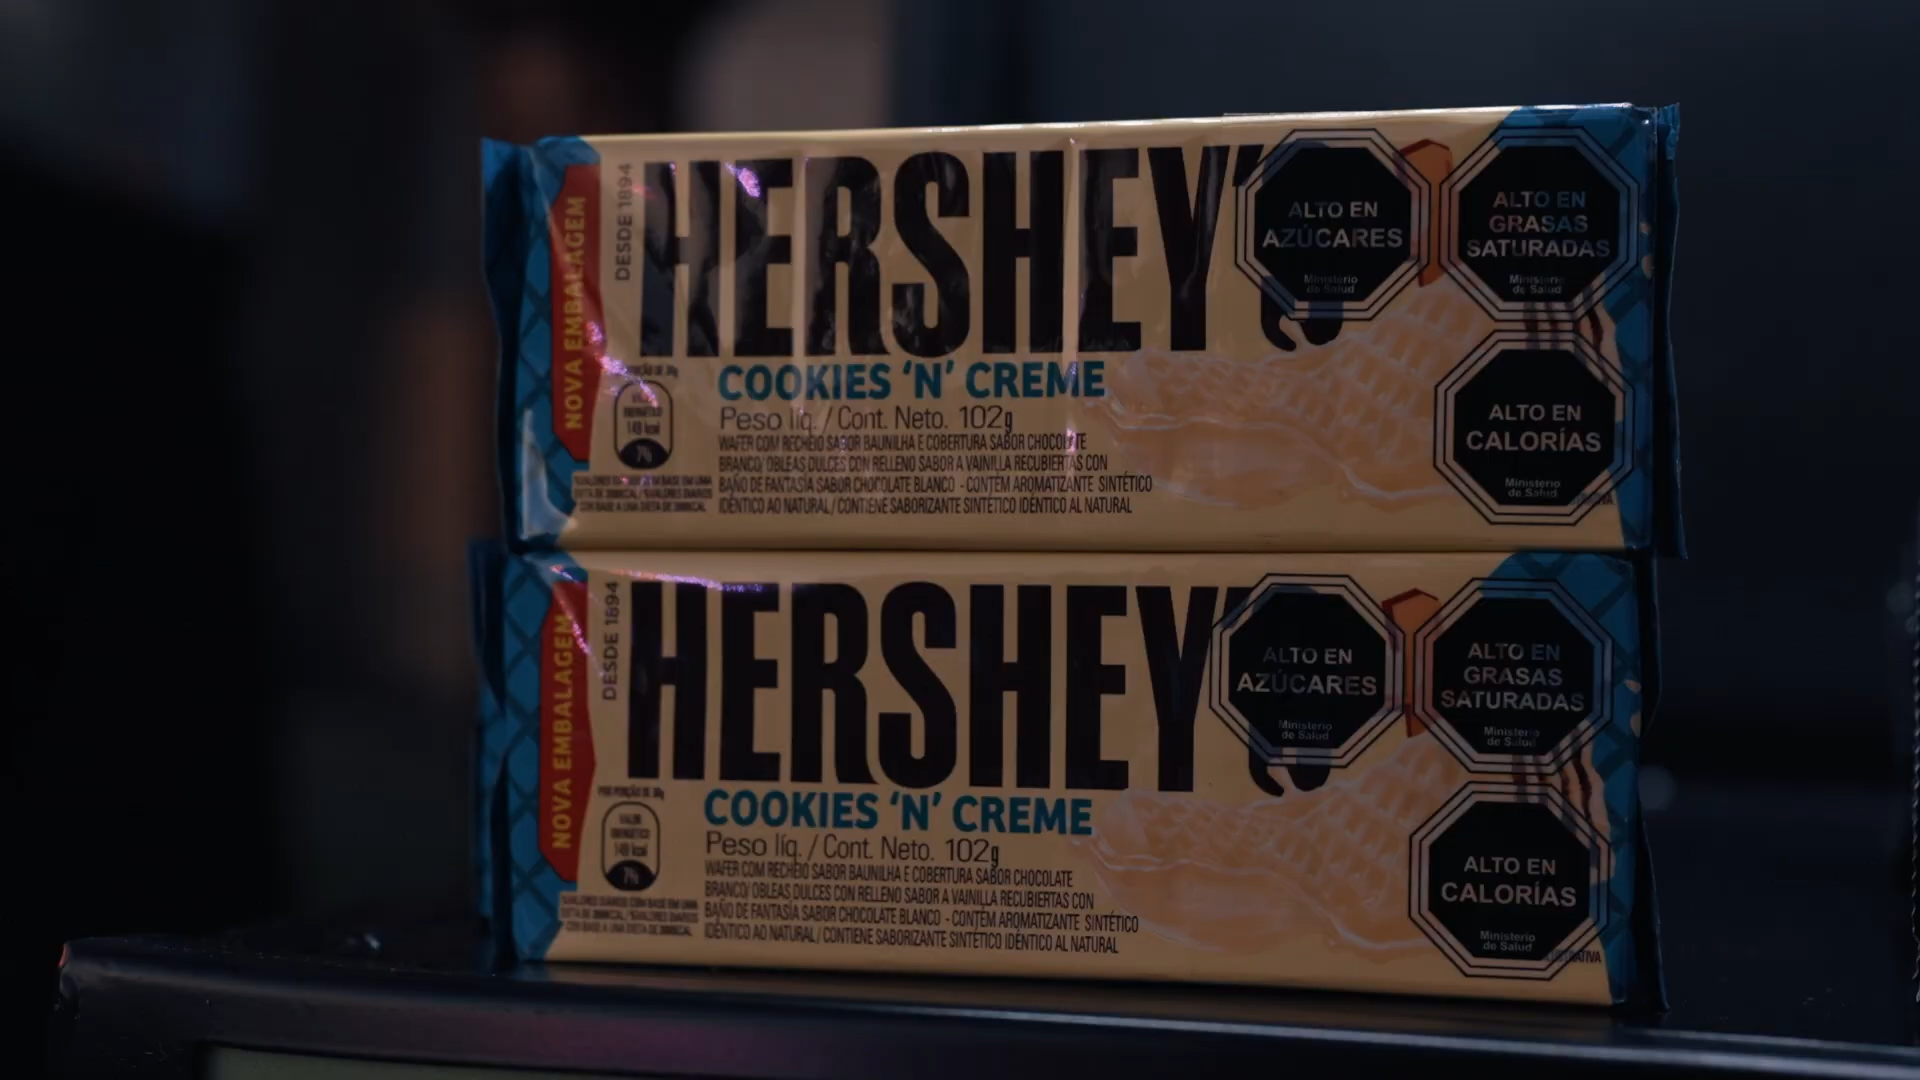 NOVA EMBALAGEM
DESDE 1894
HERSHEY'S
ALTO EN
AZÚCARES
Ministerio
de Salud
ALTO EN
GRASAS
SATURADAS
Ministerio
de Salud
ALTO EN
CALORÍAS
Ministerio
de Salud
COOKIES 'N' CREME
Peso líq. / Cont. Neto. 102g
149 kcal
7%
WAFER COM RECHEIO SABOR BAUNILHA E COBERTURA SABOR CHOCOLATE
BRANCO/ OBLEAS DULCES CON RELLENO SABOR A VAINILLA RECUBIERTAS CON
BAÑO DE FANTASÍA SABOR CHOCOLATE BLANCO - CONTÉM AROMATIZANTE SINTÉTICO
IDÊNTICO AO NATURAL / CONTIENE SABORIZANTE SINTÉTICO IDÉNTICO AL NATURAL
NOVA EMBALAGEM
DESDE 1894
HERSHEY'S
ALTO EN
AZÚCARES
Ministerio
de Salud
ALTO EN
GRASAS
SATURADAS
Ministerio
de Salud
ALTO EN
CALORÍAS
Ministerio
de Salud
COOKIES 'N' CREME
Peso líq. / Cont. Neto. 102g
VALOR
ENERGÉTICO
149 kcal
7%
WAFER COM RECHEIO SABOR BAUNILHA E COBERTURA SABOR CHOCOLATE
BRANCO/ OBLEAS DULCES CON RELLENO SABOR A VAINILLA RECUBIERTAS CON
BAÑO DE FANTASÍA SABOR CHOCOLATE BLANCO - CONTÉM AROMATIZANTE SINTÉTICO
IDÊNTICO AO NATURAL / CONTIENE SABORIZANTE SINTÉTICO IDÉNTICO AL NATURAL